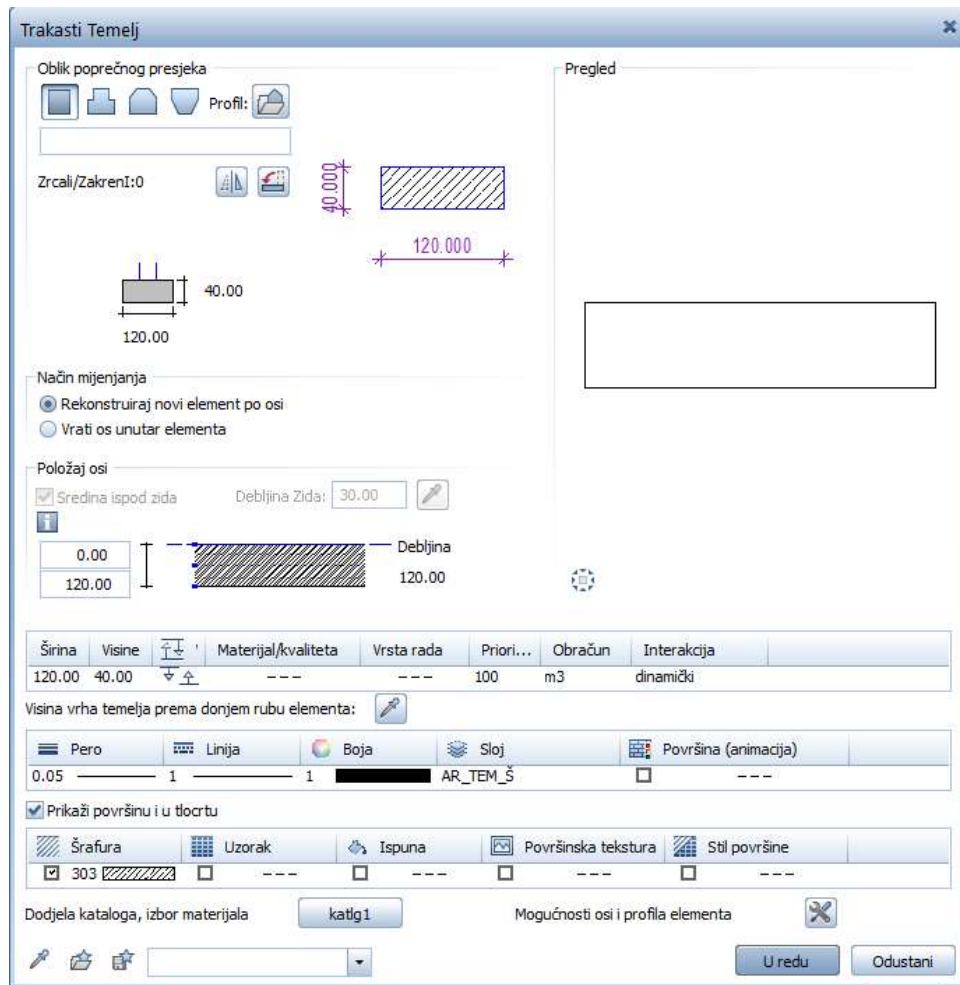 Trakasti Temelj
Oblik poprečnog presjeka
Pregled
Profil:
Zrcali/ZakrenI:0
40.000
120.000
40.00
120.00
Način mijenjanja
Rekonstruiraj novi element po osi
Vrati os unutar elementa
Položaj osi
Sredina ispod zida Debljina Zida: 30.00
0.00 Debljina
120.00 120.00
Širina Visine ' Materijal/kvaliteta Vrsta rada Priori... Obračun Interakcija
120.00 40.00 --- --- 100 m3 dinamički
Visina vrha temelja prema donjem rubu elementa:
Pero Linija Boja Sloj Površina (animacija)
0.05 1 1 AR_TEM_Š ---
Prikaži površinu i u tlocrtu
Šrafura Uzorak Ispuna Površinska tekstura Stil površine
303 --- --- --- ---
Dodjela kataloga, izbor materijala katlg1 Mogućnosti osi i profila elementa
U redu Odustani